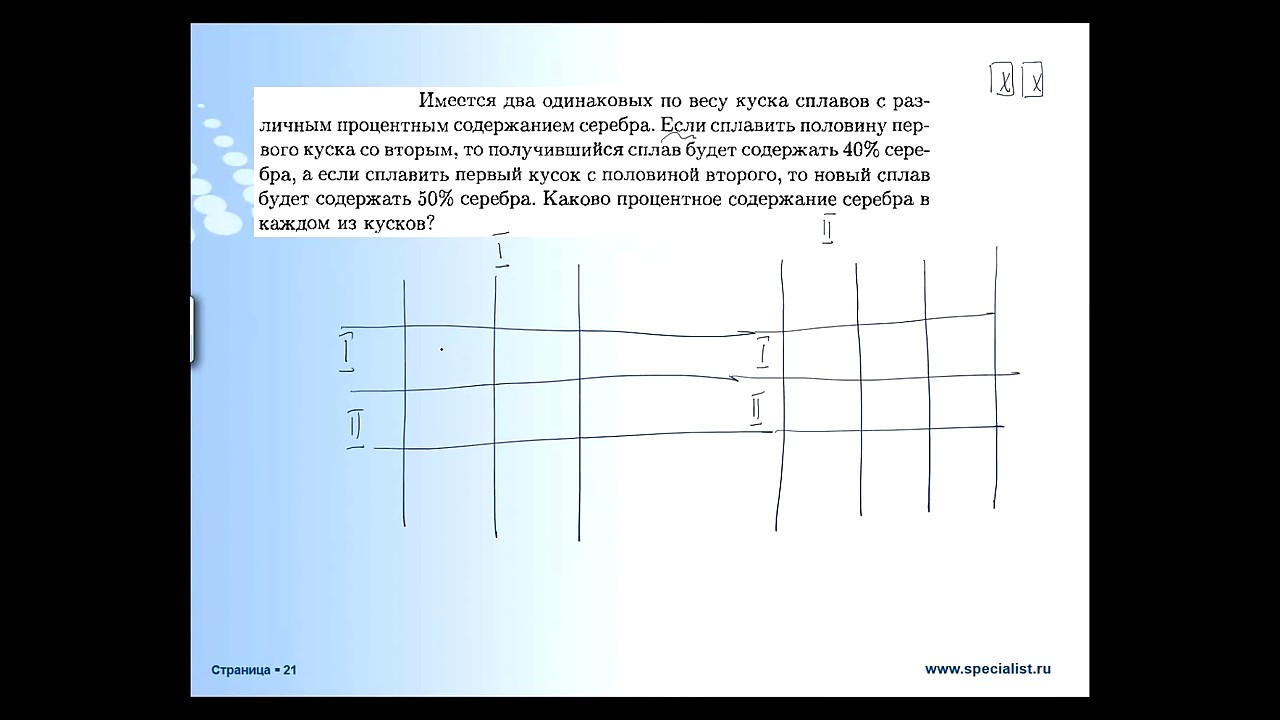 X X
Имеется два одинаковых по весу куска сплавов с раз-
личным процентным содержанием серебра. Если сплавить половину пер-
вого куска со вторым, то получившийся сплав будет содержать 40% сере-
бра, а если сплавить первый кусок с половиной второго, то новый сплав
будет содержать 50% серебра. Каково процентное содержание серебра в
каждом из кусков?
I II
I I
II II
Страница ▪ 21 www.specialist.ru